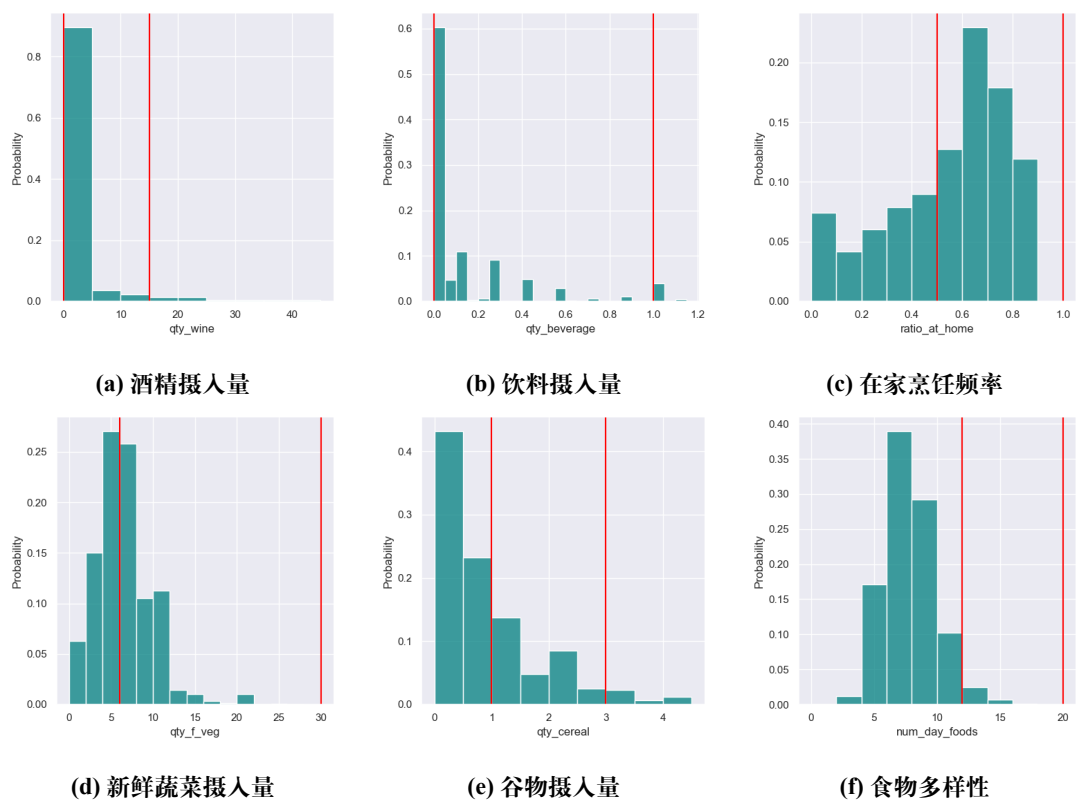 0.8
0.6
0.4
0.2
0.0
Probability
0 10 20 30 40
qty_wine
0.6
0.5
0.4
0.3
0.2
0.1
0.0
Probability
0.0 0.2 0.4 0.6 0.8 1.0 1.2
qty_beverage
0.20
0.15
0.10
0.05
0.00
Probability
0.0 0.2 0.4 0.6 0.8 1.0
ratio_at_home
(a) 酒精摄入量
(b) 饮料摄入量
(c) 在家烹饪频率
0.25
0.20
0.15
0.10
0.05
0.00
Probability
0 5 10 15 20 25 30
qty_f_veg
0.4
0.3
0.2
0.1
0.0
Probability
0 1 2 3 4
qty_cereal
0.40
0.35
0.30
0.25
0.20
0.15
0.10
0.05
0.00
Probability
0 5 10 15 20
num_day_foods
(d) 新鲜蔬菜摄入量
(e) 谷物摄入量
(f) 食物多样性